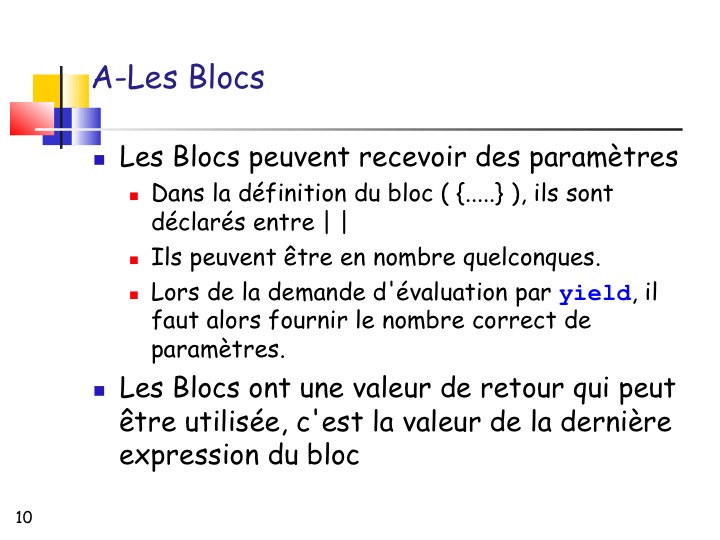 A-Les Blocs
Les Blocs peuvent recevoir des paramètres
Dans la définition du bloc ( {.....} ), ils sont
déclarés entre | |
Ils peuvent être en nombre quelconques.
Lors de la demande d'évaluation par yield, il
faut alors fournir le nombre correct de
paramètres.
Les Blocs ont une valeur de retour qui peut
être utilisée, c'est la valeur de la dernière
expression du bloc
10